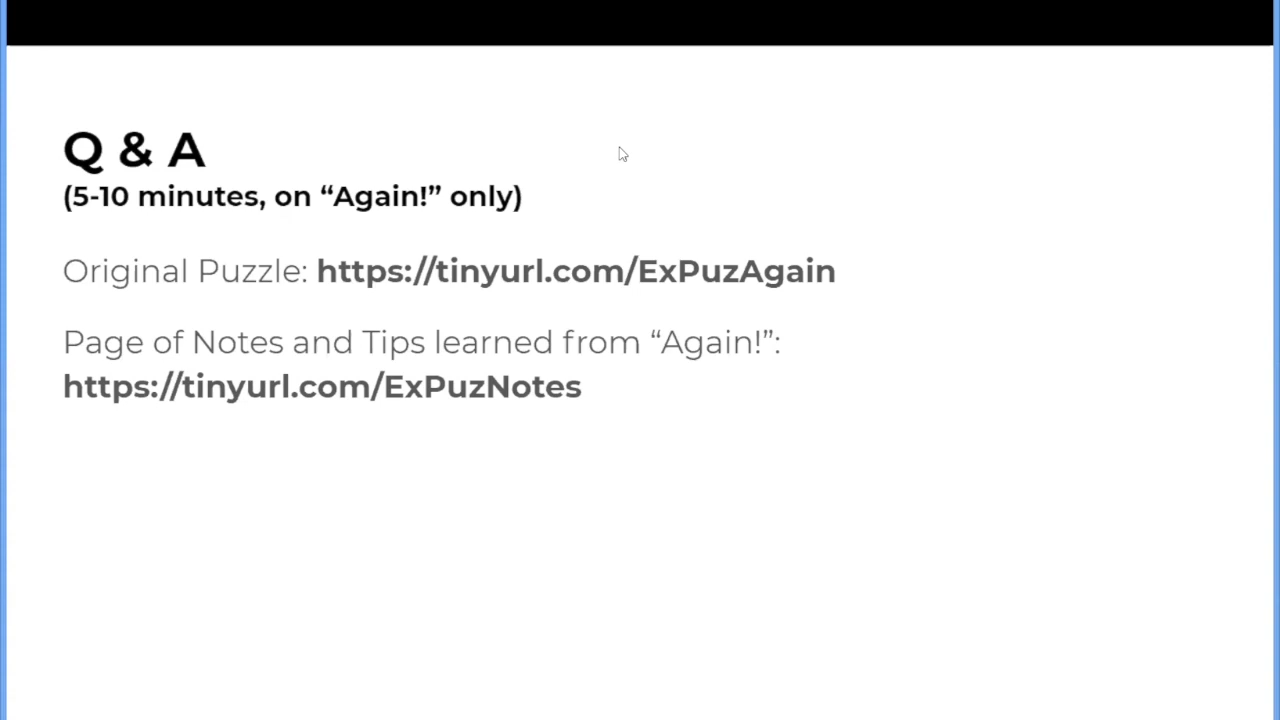 Q & A
(5-10 minutes, on “Again!” only)
Original Puzzle: https://tinyurl.com/ExPuzAgain
Page of Notes and Tips learned from “Again!”:
https://tinyurl.com/ExPuzNotes